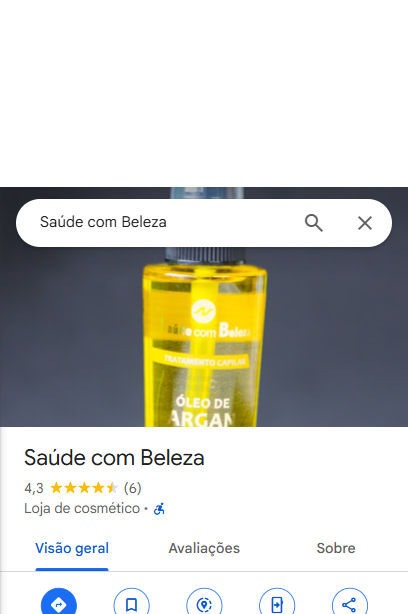 Saúde com Beleza
Saúde com Beleza
TRATAMENTO CAPILAR
ÓLEO DE
ARGAN
Saúde com Beleza
4,3 (6)
Loja de cosmético ·
Visão geral Avaliações Sobre